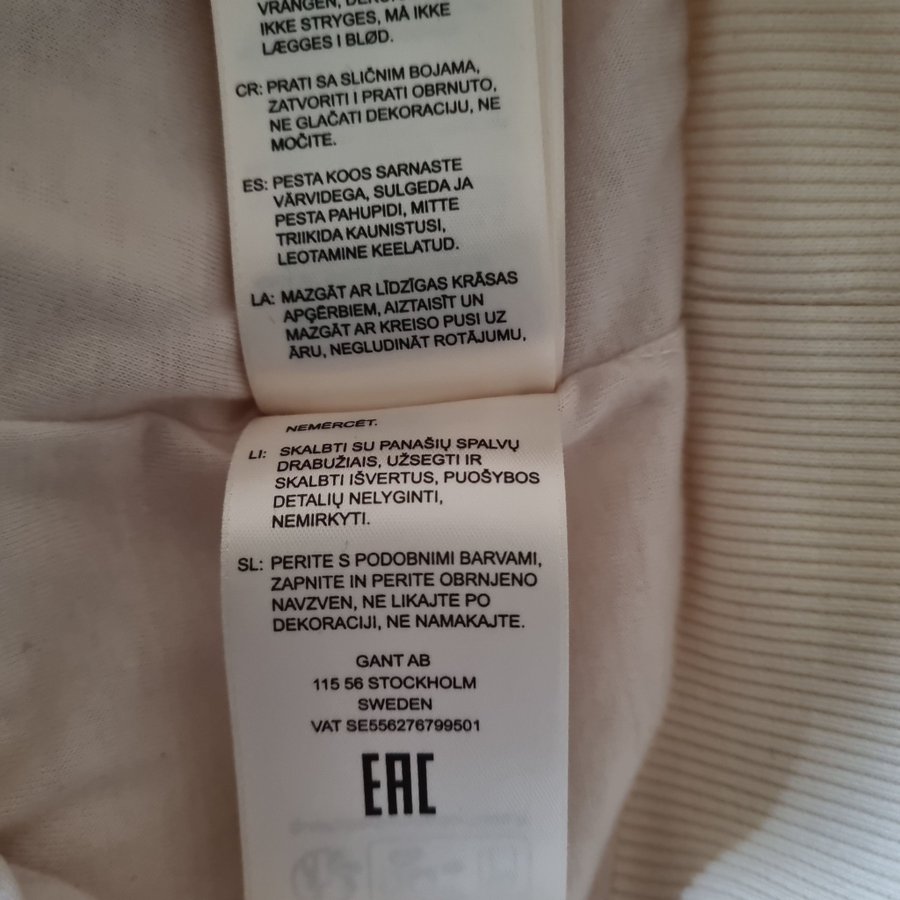 VRANGEN,
IKKE STRYGES, MÅ IKKE
LÆGGES I BLØD.
CR: PRATI SA SLIČNIM BOJAMA,
ZATVORITI I PRATI OBRNUTO,
NE GLAČATI DEKORACIJU, NE
MOČITE.
ES: PESTA KOOS SARNASTE
VÄRVIDEGA, SULGEDA JA
PESTA PAHUPIDI, MITTE
TRIIKIDA KAUNISTUSI,
LEOTAMINE KEELATUD.
LA: MAZGĀT AR LĪDZĪGAS KRĀSAS
APĢĒRBIEM, AIZTAISĪT UN
MAZGĀT AR KREISO PUSI UZ
ĀRU, NEGLUDINĀT ROTĀJUMU,
NEMĒRCĒT.
LI: SKALBTI SU PANAŠIŲ SPALVŲ
DRABUŽIAIS, UŽSEGTI IR
SKALBTI IŠVERTUS, PUOŠYBOS
DETALIŲ NELYGINTI,
NEMIRKYTI.
SL: PERITE S PODOBNIMI BARVAMI,
ZAPNITE IN PERITE OBRNJENO
NAVZVEN, NE LIKAJTE PO
DEKORACIJI, NE NAMAKAJTE.
GANT AB
115 56 STOCKHOLM
SWEDEN
VAT SE556276799501
EAC